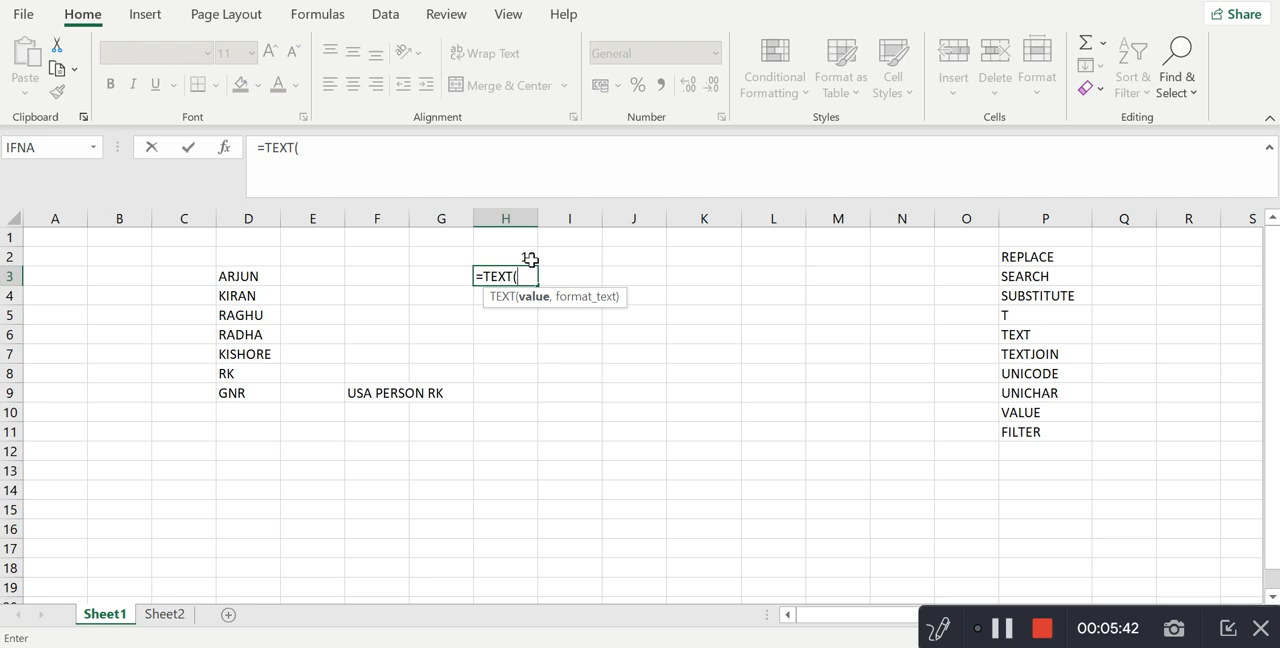 File Home Insert Page Layout Formulas Data Review View Help Share
11
Wrap Text General
Paste Conditional Format as Cell Insert Delete Format Sort & Find &
B I U Merge & Center % Formatting Table Styles Filter Select
Clipboard Font Alignment Number Styles Cells Editing
IFNA fx =TEXT(
A B C D E F G H I J K L M N O P Q R S
1
2 REPLACE
3 ARJUN =TEXT( SEARCH
4 KIRAN TEXT(value, format_text) SUBSTITUTE
5 RAGHU T
6 RADHA TEXT
7 KISHORE TEXTJOIN
8 RK UNICODE
9 GNR USA PERSON RK UNICHAR
10 VALUE
11 FILTER
12
13
14
15
16
17
18
19
Sheet1 Sheet2
00:05:42
Enter